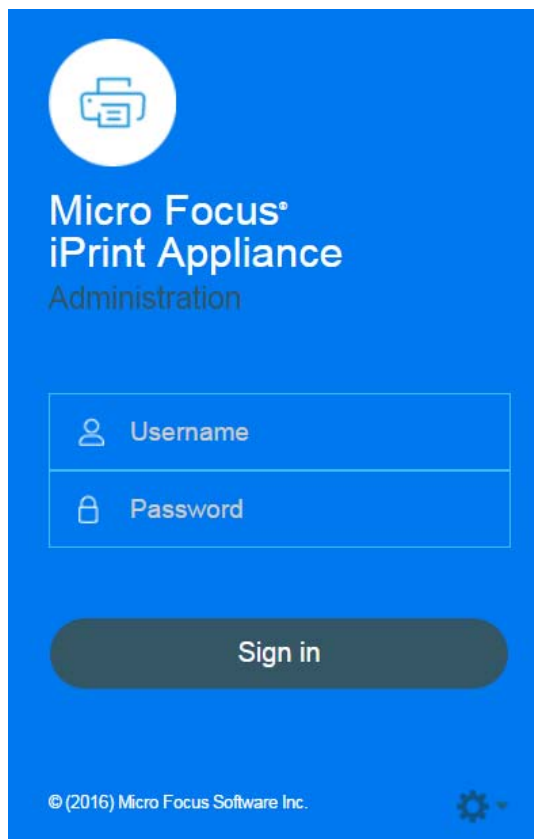 Micro Focus®
iPrint Appliance
Administration
Username
Password
Sign in
© (2016) Micro Focus Software Inc.